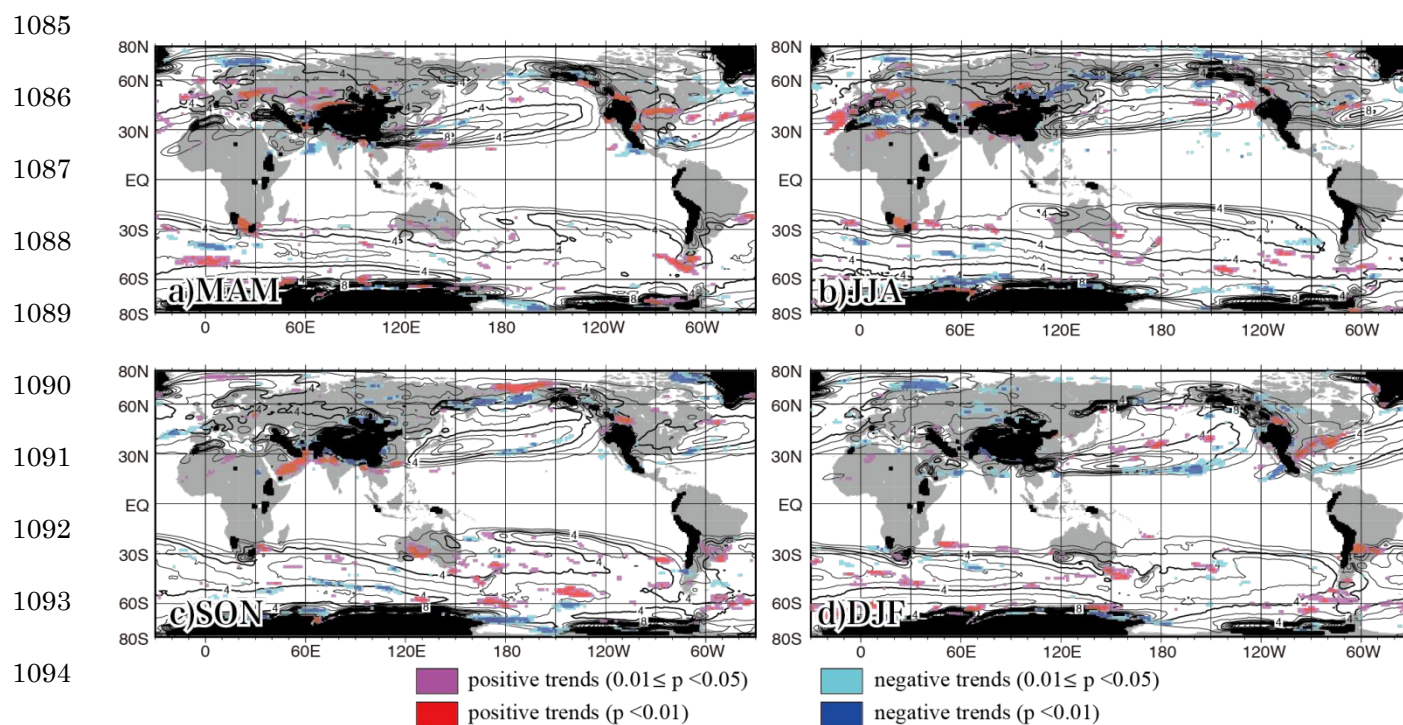 1085
1086
1087
1088
1089
1090
1091
1092
1093
1094
80N
60N
30N
EQ
30S
60S
80S
0 60E 120E 180 120W 60W
a)MAM
80N
60N
30N
EQ
30S
60S
80S
0 60E 120E 180 120W 60W
b)JJA
80N
60N
30N
EQ
30S
60S
80S
0 60E 120E 180 120W 60W
c)SON
80N
60N
30N
EQ
30S
60S
80S
0 60E 120E 180 120W 60W
d)DJF
positive trends (0.01≤ p <0.05)
positive trends (p <0.01)
negative trends (0.01≤ p <0.05)
negative trends (p <0.01)